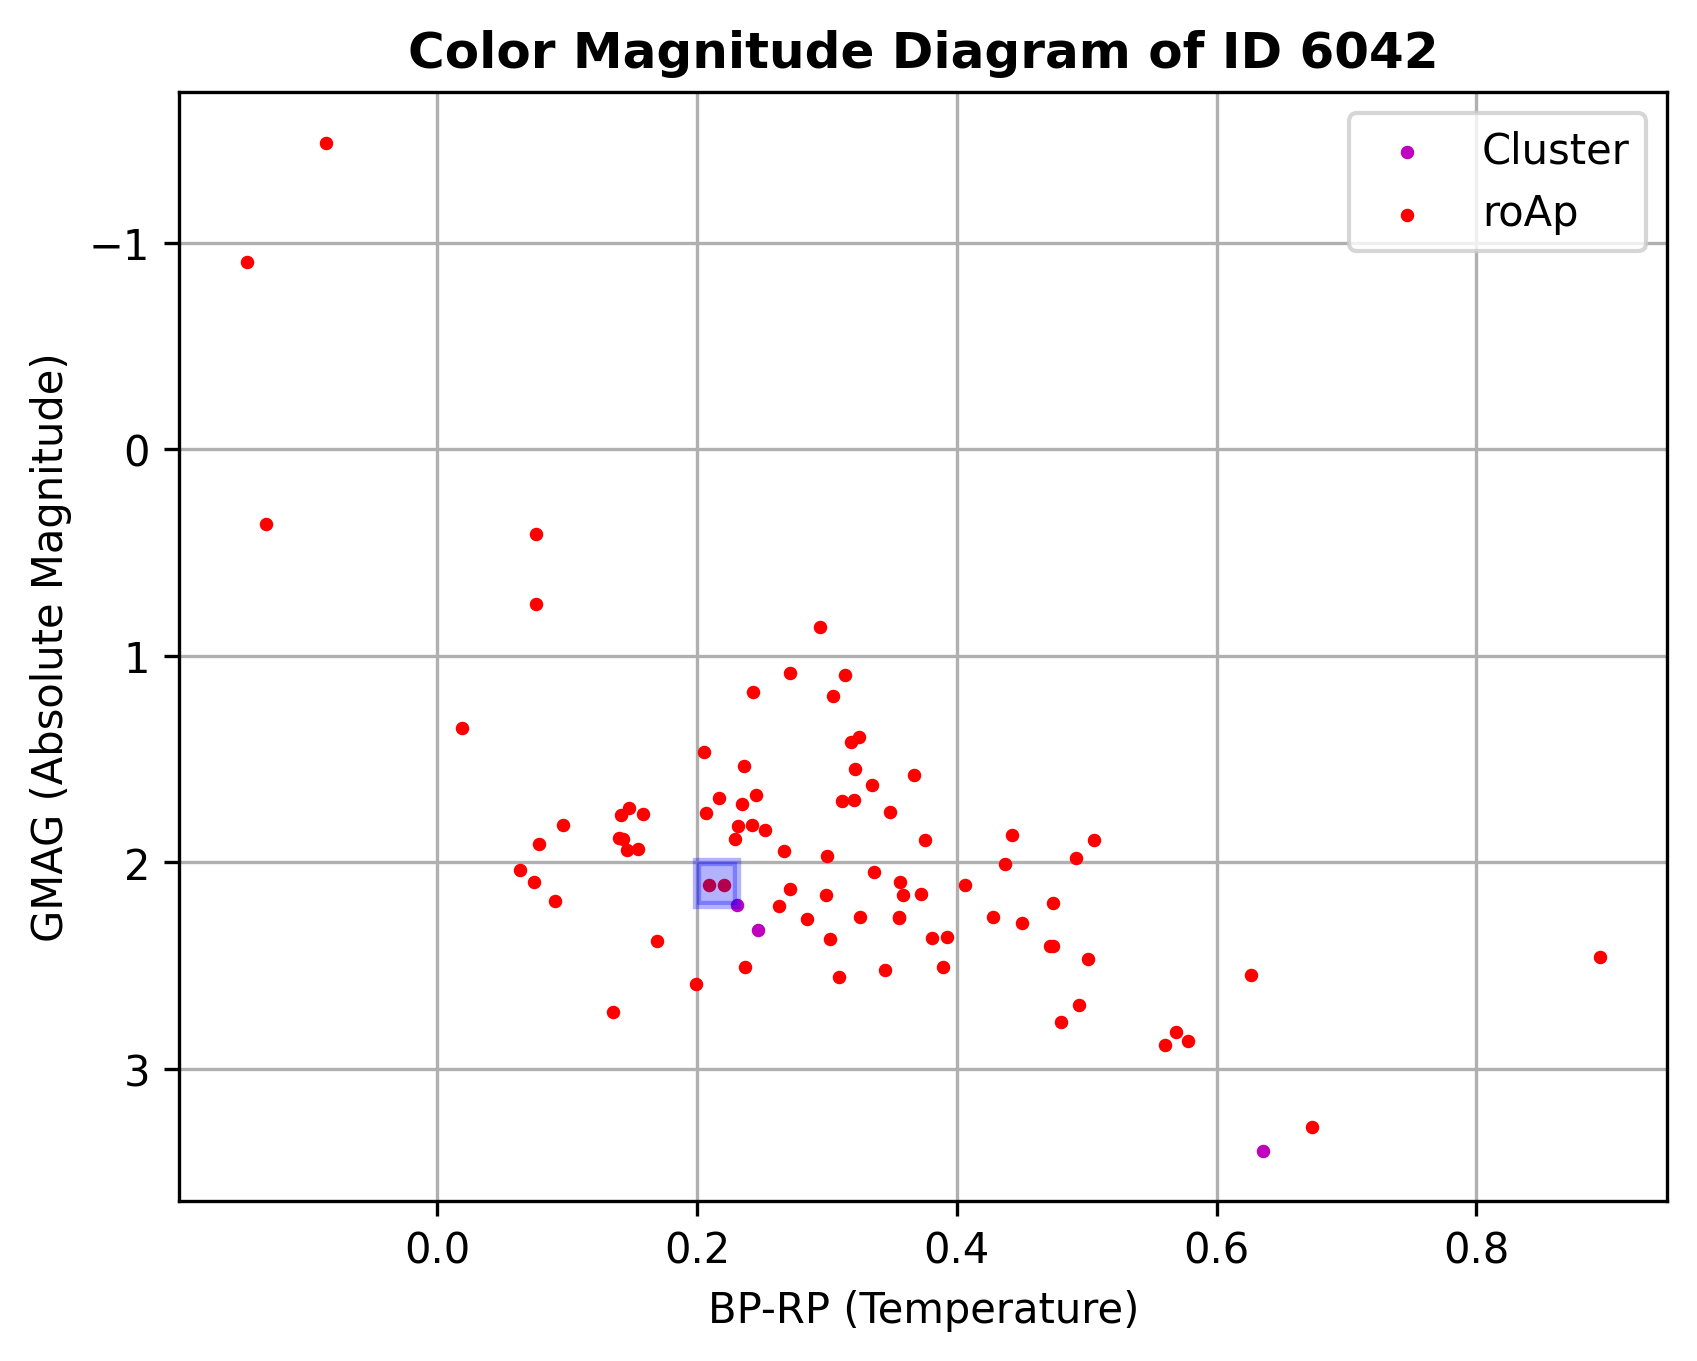 Color Magnitude Diagram of ID 6042
Cluster
roAp
GMAG (Absolute Magnitude)
−1
0
1
2
3
0.0 0.2 0.4 0.6 0.8
BP-RP (Temperature)